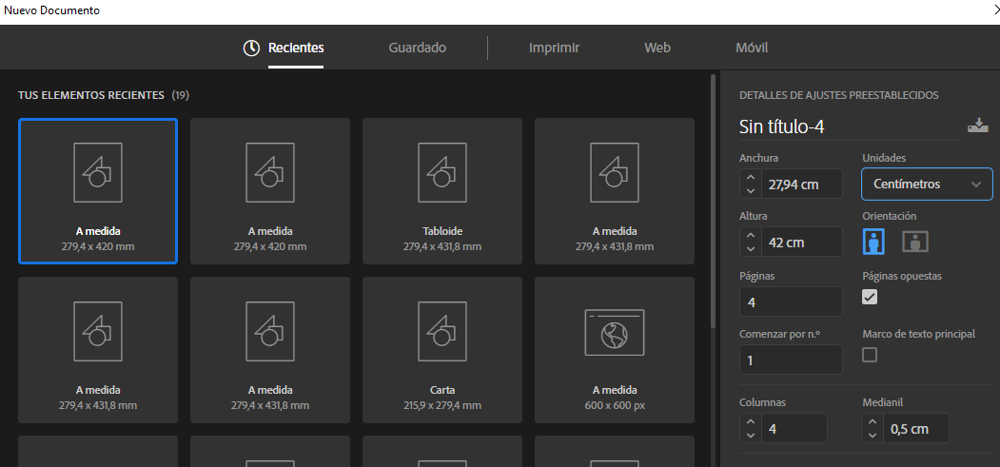 Nuevo Documento
Recientes
Guardado
Imprimir
Web
Móvil
TUS ELEMENTOS RECIENTES (19)
A medida
279,4 x 420 mm
A medida
279,4 x 420 mm
Tabloide
279,4 x 431,8 mm
A medida
279,4 x 431,8 mm
A medida
279,4 x 431,8 mm
A medida
279,4 x 431,8 mm
Carta
215,9 x 279,4 mm
A medida
600 x 600 px
DETALLES DE AJUSTES PREESTABLECIDOS
Sin título-4
Anchura
Unidades
27,94 cm
Centímetros
Altura
Orientación
42 cm
Páginas
Páginas opuestas
4
Comenzar por n.º
Marco de texto principal
1
Columnas
Medianil
4
0,5 cm